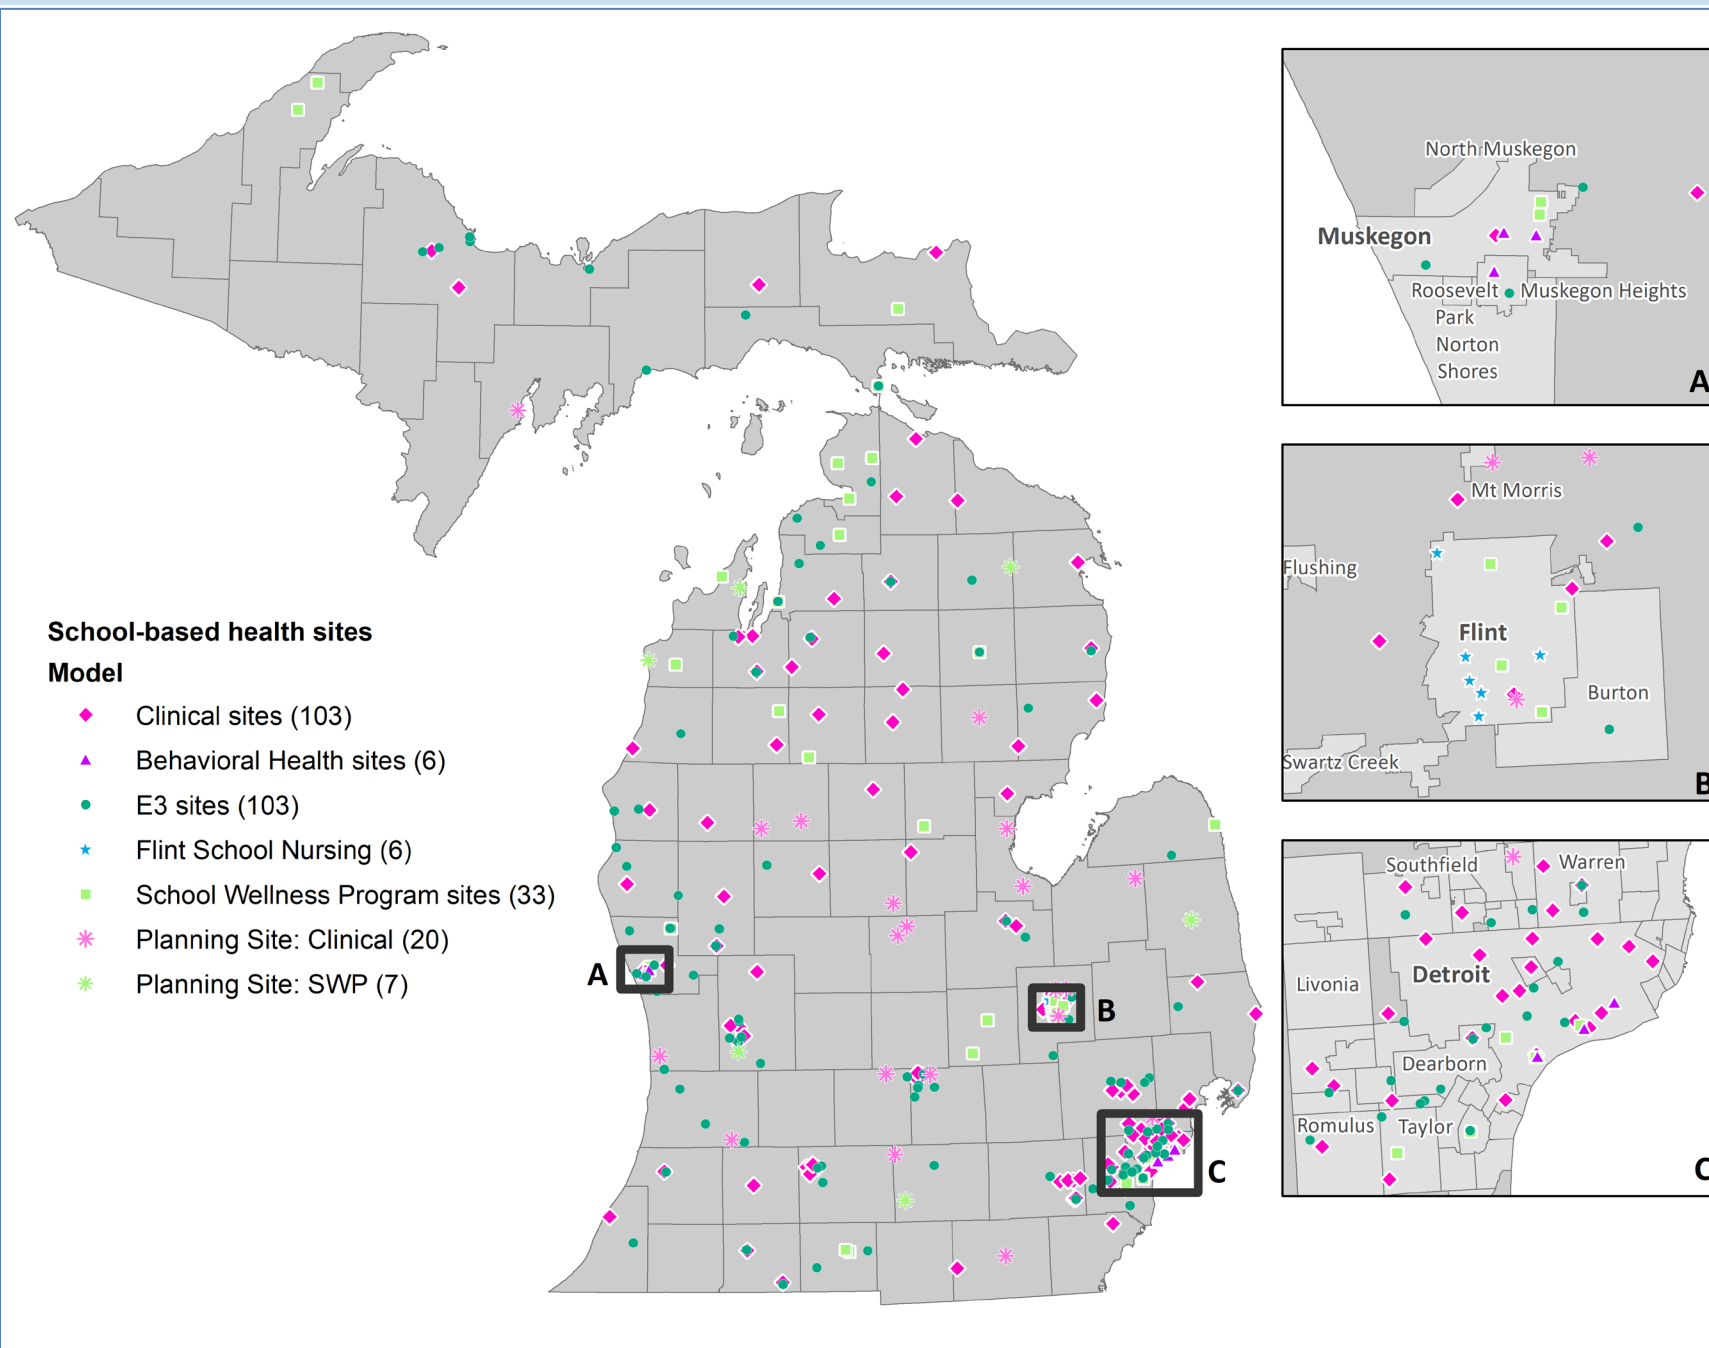 School-based health sites
Model
Clinical sites (103)
Behavioral Health sites (6)
E3 sites (103)
Flint School Nursing (6)
School Wellness Program sites (33)
Planning Site: Clinical (20)
Planning Site: SWP (7)
A
B
C
North Muskegon
Muskegon
Roosevelt
Park
Muskegon Heights
Norton
Shores
A
Mt Morris
Flushing
Flint
Burton
Swartz Creek
B
Southfield
Warren
Livonia
Detroit
Dearborn
Romulus
Taylor
C